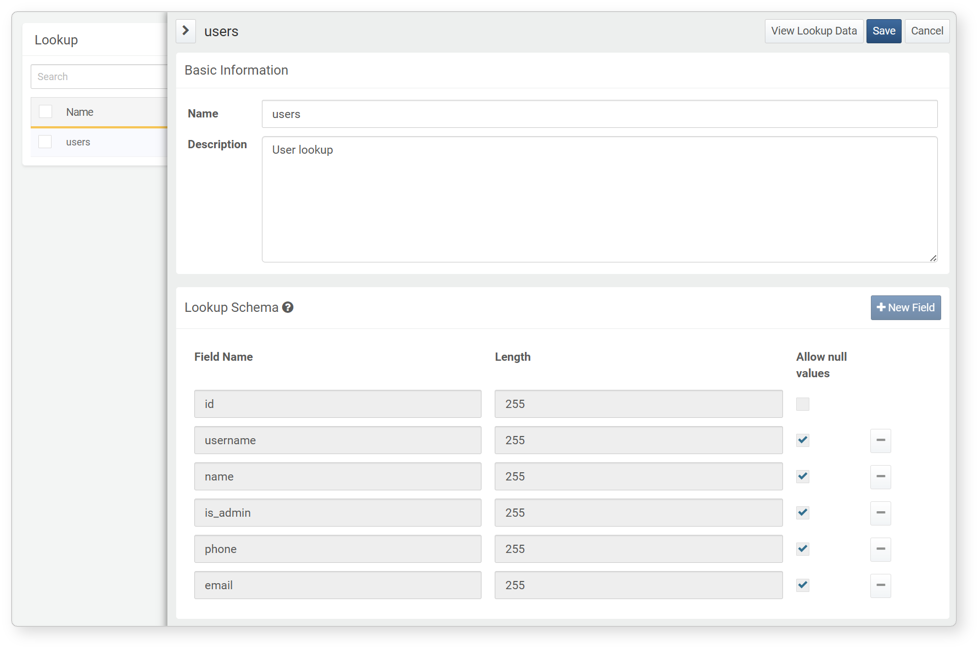 Lookup
Search
Name
users
users
View Lookup Data
Save
Cancel
Basic Information
Name
users
Description
User lookup
Lookup Schema
New Field
Field Name
Length
Allow null
values
id
255
username
255
name
255
is_admin
255
phone
255
email
255